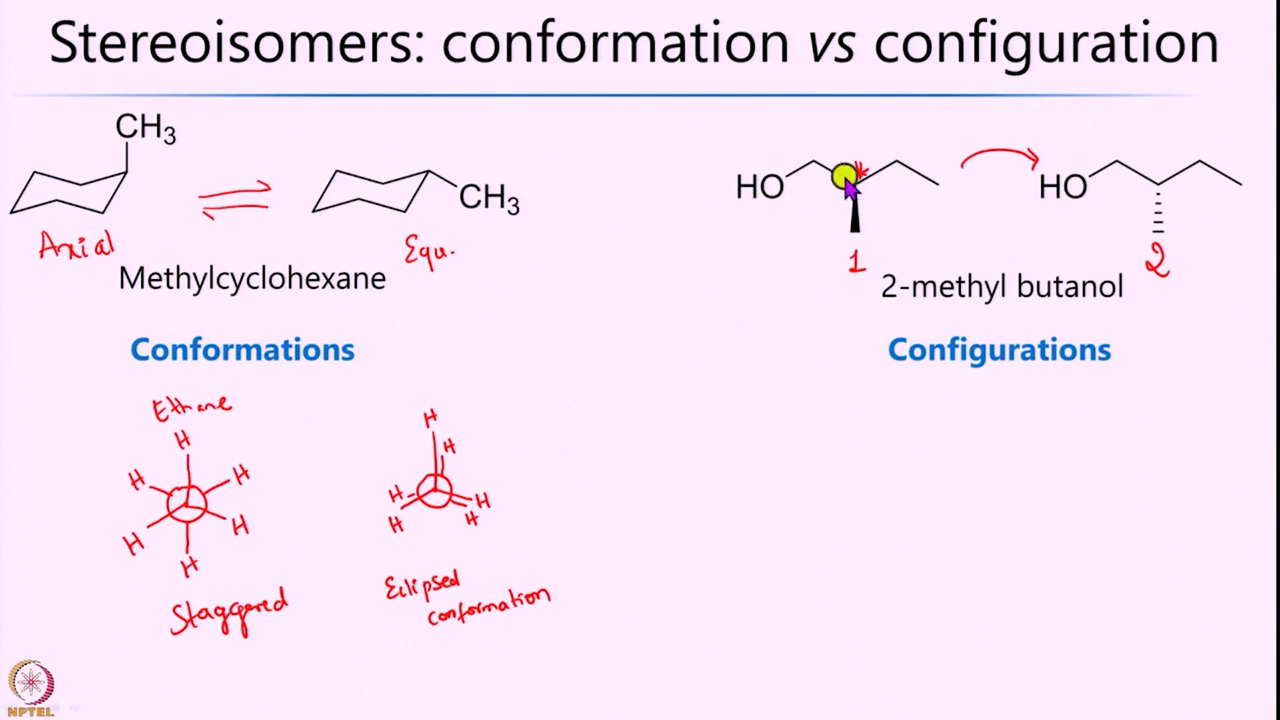 Stereoisomers: conformation vs configuration
CH3
CH3
Axial
Equ.
Methylcyclohexane
HO
1
HO
2
2-methyl butanol
Conformations
Configurations
Ethane
H
H
H
H
H
H
Staggered
H
H
H
H
H
H
Eclipsed
conformation
NPTEL